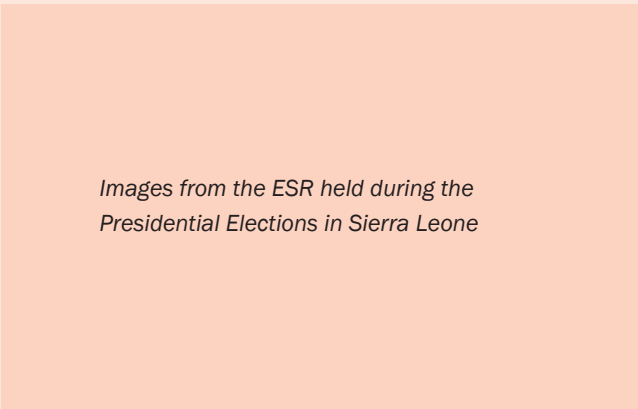 Images from the ESR held during the
Presidential Elections in Sierra Leone